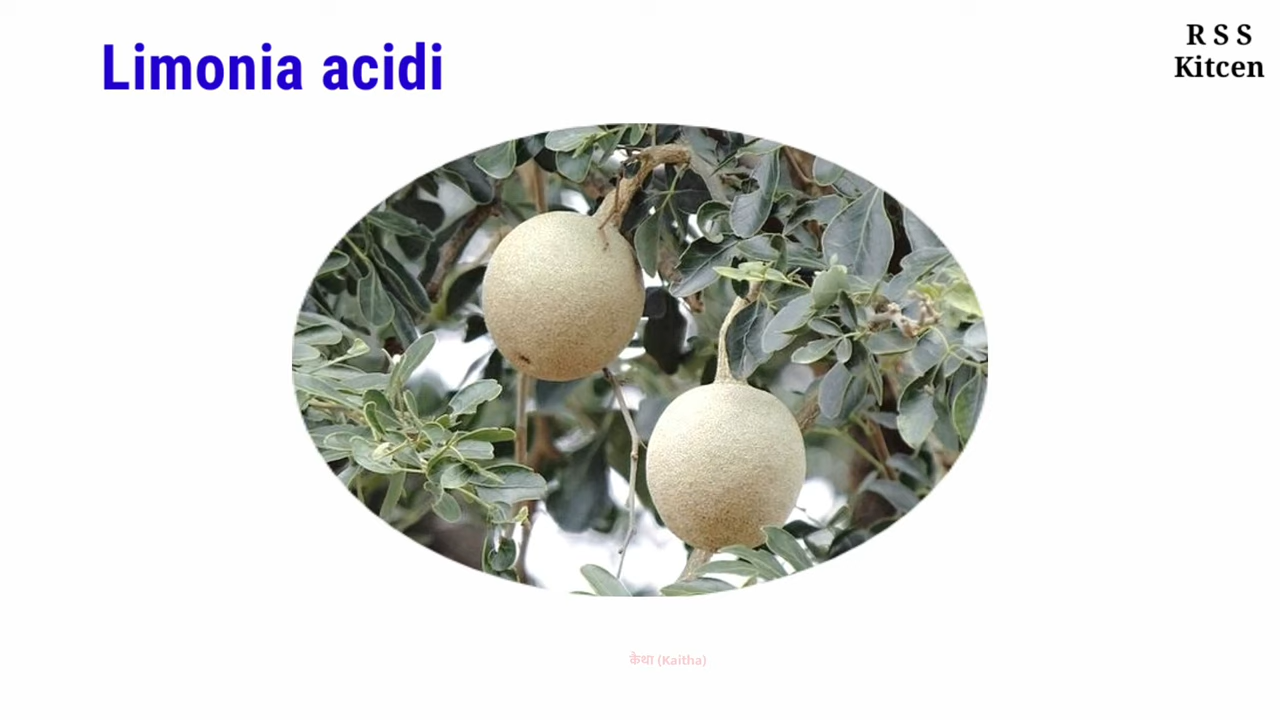 Limonia acidi
R S S
Kitcen
कैथा (Kaitha)